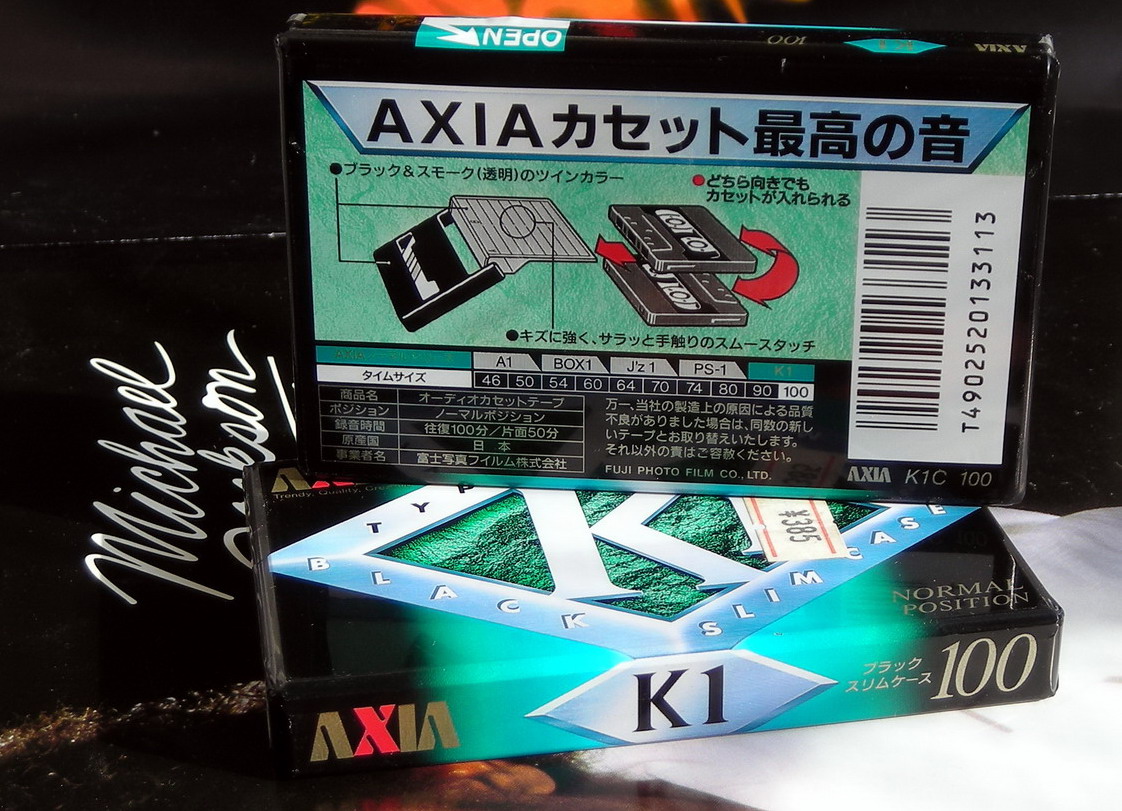 OPEN
100
AXIA
AXIAカセット最高の音
●ブラック&スモーク(透明)のツインカラー
●どちら向きでも
カセットが入れられる
●キズに強く、サラッと手触りのスムースタッチ
T4902520133113
A1 BOX1 J'z 1 PS-1 K1
タイムサイズ 46 50 54 60 64 70 74 80 90 100
商品名 オーディオカセットテープ
ポジション ノーマルポジション
録音時間 往復100分/片面50分
原産国 日本
事業者名 富士写真フイルム株式会社
万一、当社の製造上の原因による品質
不良がありました場合は、同数の新し
いテープとお取り替えいたします。
それ以外の責はご容赦ください。
FUJI PHOTO FILM CO., LTD.
AXIA K1C 100
Michael
Jackson
Trendy, Quality,
TYP
K
¥385
BLACK SLIM CASE
100
NORMAL
POSITION
AXIA
K1
ブラック
スリムケース
100